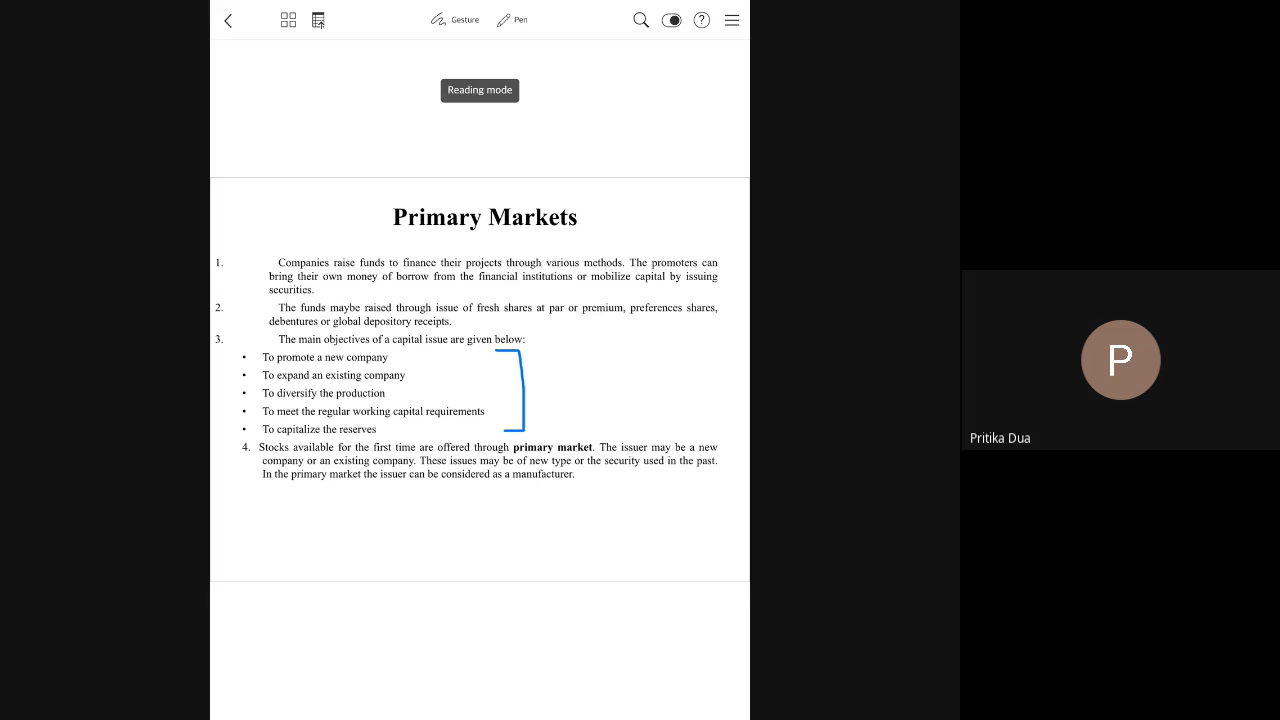 Gesture
Pen
?
Reading mode
Primary Markets
1. Companies raise funds to finance their projects through various methods. The promoters can
bring their own money of borrow from the financial institutions or mobilize capital by issuing
securities.
2. The funds maybe raised through issue of fresh shares at par or premium, preferences shares,
debentures or global depository receipts.
3. The main objectives of a capital issue are given below:
• To promote a new company
• To expand an existing company
• To diversify the production
• To meet the regular working capital requirements
• To capitalize the reserves
4. Stocks available for the first time are offered through primary market. The issuer may be a new
company or an existing company. These issues may be of new type or the security used in the past.
In the primary market the issuer can be considered as a manufacturer.
P
Pritika Dua